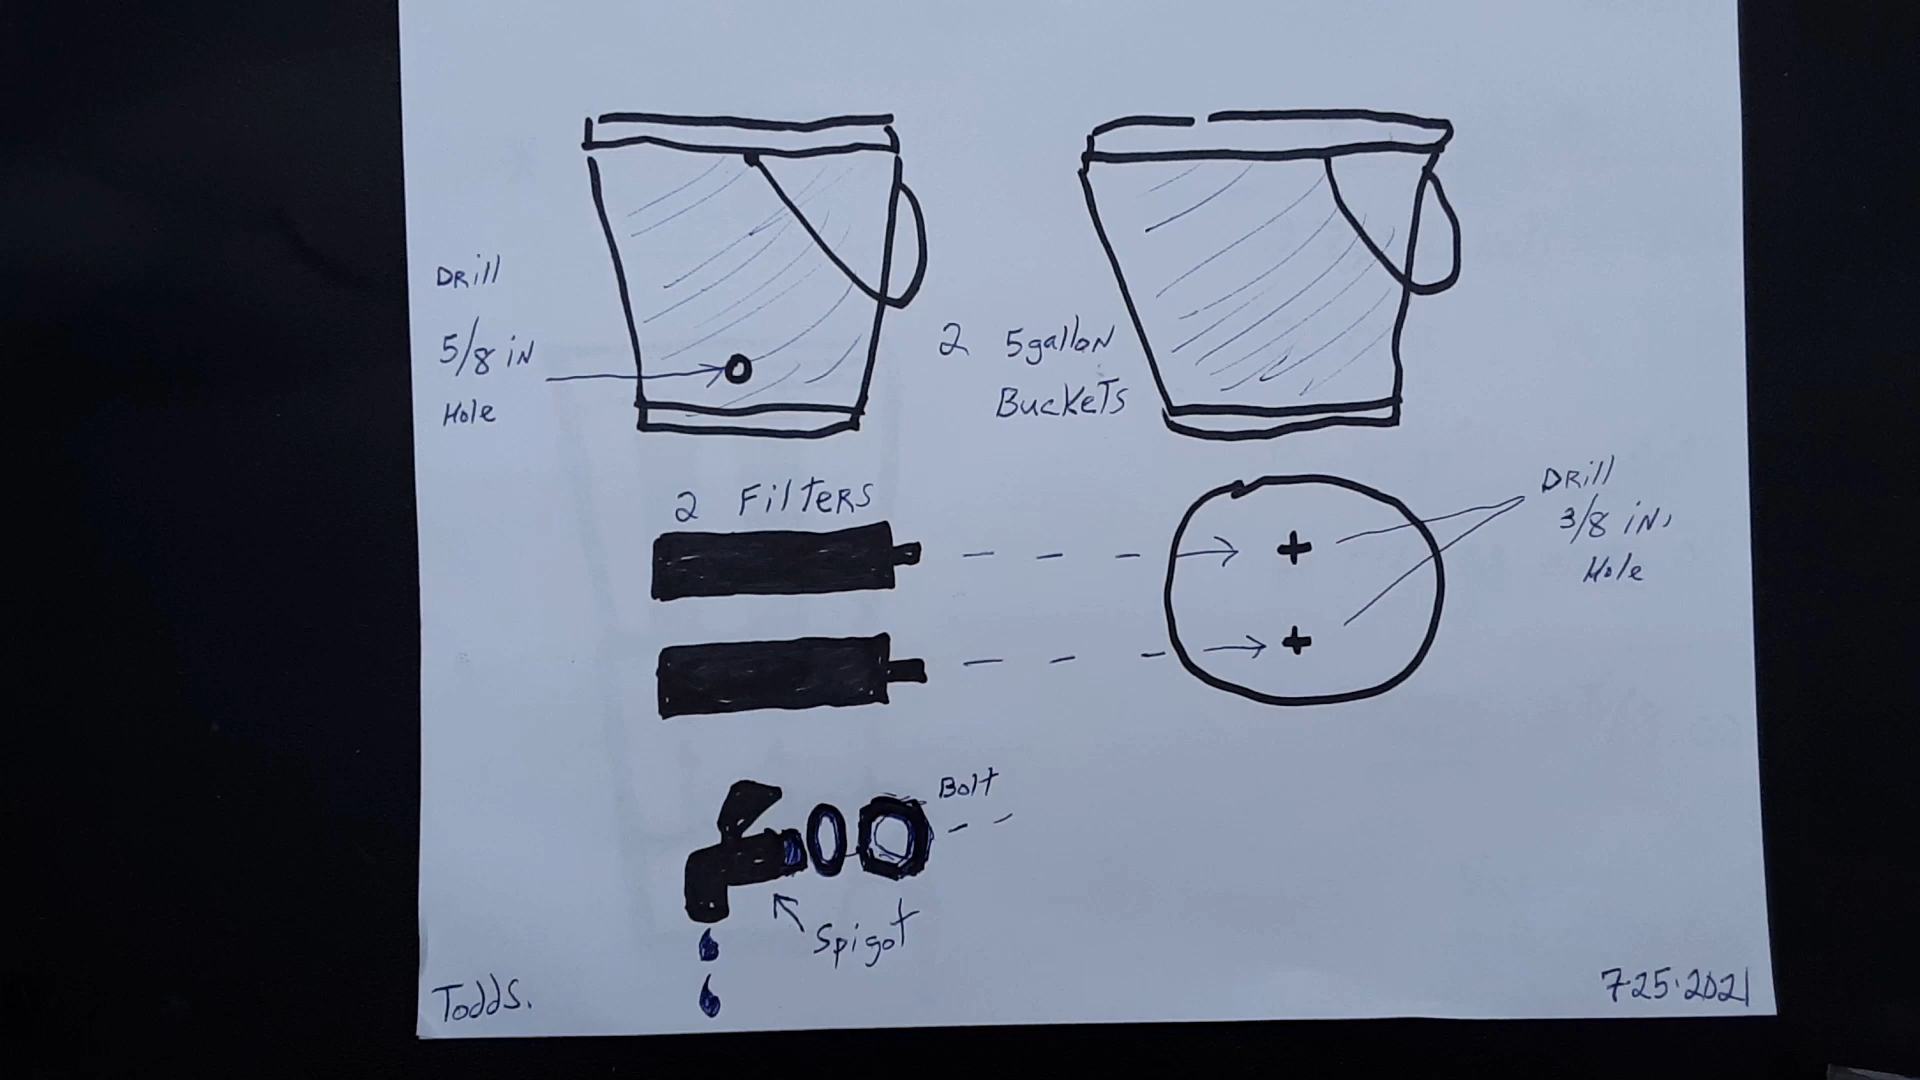 Drill
5/8 in
Hole
2 5gallon
Buckets
2 Filters
Drill
3/8 in,
Hole
Bolt
Spigot
ToddS.
7·25·2021